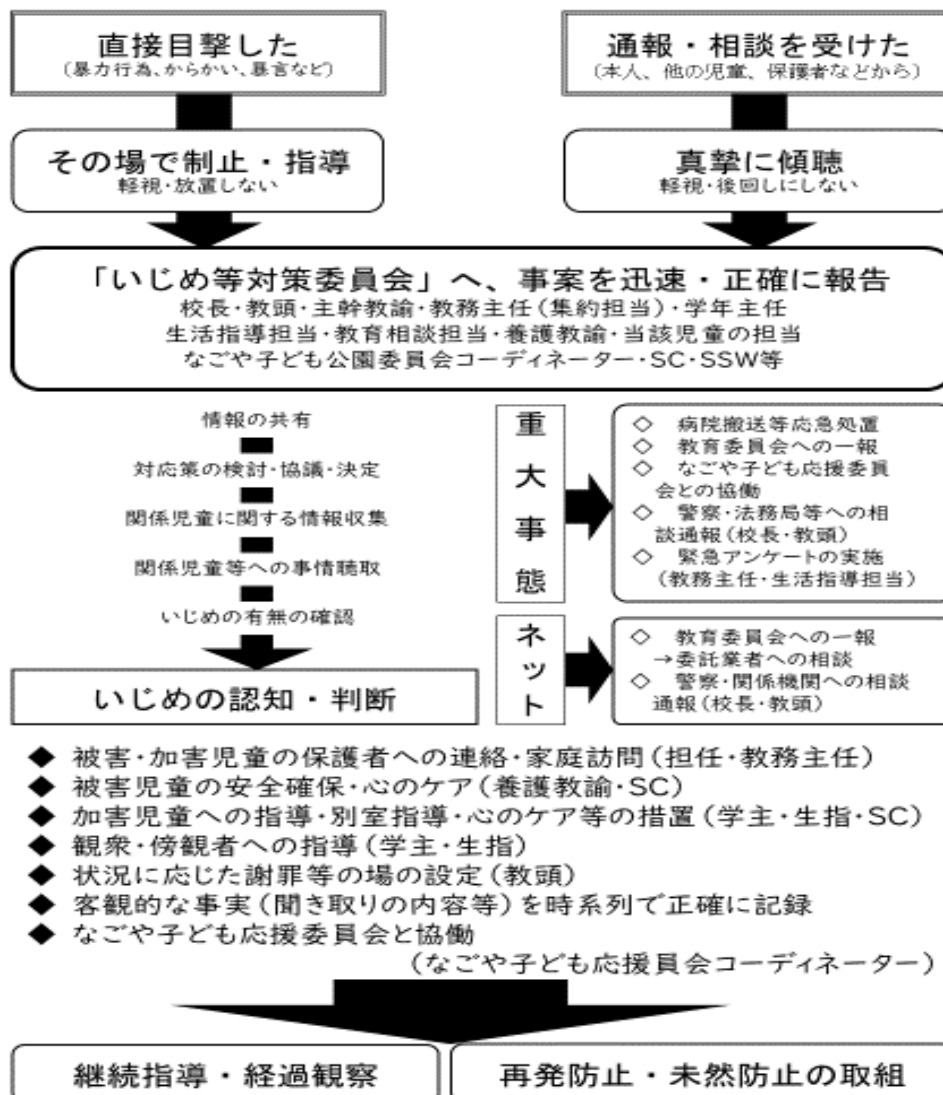 直接目撃した
(暴力行為、からかい、暴言など)
通報・相談を受けた
(本人、他の児童、保護者などから)
その場で制止・指導
軽視・放置しない
真摯に傾聴
軽視・後回しにしない
「いじめ等対策委員会」へ、事案を迅速・正確に報告
校長・教頭・主幹教諭・教務主任(集約担当)・学年主任
生活指導担当・教育相談担当・養護教諭・当該児童の担当
なごや子ども公園委員会コーディネーター・SC・SSW等
情報の共有
対応策の検討・協議・決定
関係児童に関する情報収集
関係児童等への事情聴取
いじめの有無の確認
いじめの認知・判断
重大事態
◇ 病院搬送等応急処置
◇ 教育委員会への一報
◇ なごや子ども応援委員
会との協働
◇ 警察・法務局等への相
談通報(校長・教頭)
◇ 緊急アンケートの実施
(教務主任・生活指導担当)
ネット
◇ 教育委員会への一報
→委託業者への相談
◇ 警察・関係機関への相談
通報(校長・教頭)
◆ 被害・加害児童の保護者への連絡・家庭訪問(担任・教務主任)
◆ 被害児童の安全確保・心のケア(養護教諭・SC)
◆ 加害児童への指導・別室指導・心のケア等の措置(学主・生指・SC)
◆ 観衆・傍観者への指導(学主・生指)
◆ 状況に応じた謝罪等の場の設定(教頭)
◆ 客観的な事実(聞き取りの内容等)を時系列で正確に記録
◆ なごや子ども応援委員会と協働
(なごや子ども応援員会コーディネーター)
継続指導・経過観察
再発防止・未然防止の取組